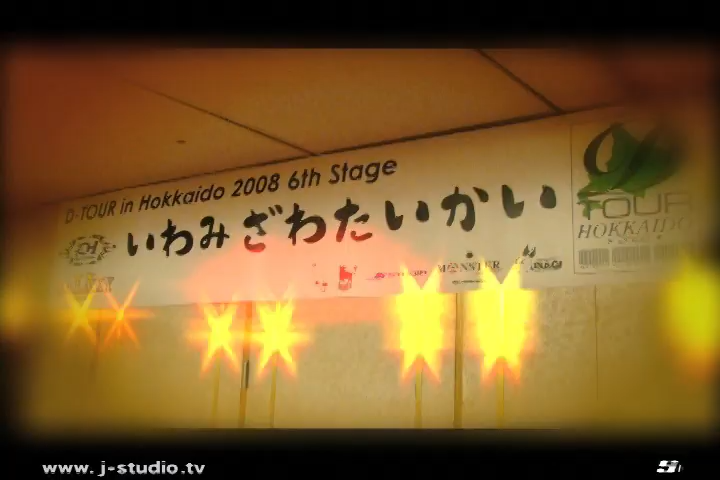 D-TOUR in Hokkaido 2008 6th Stage
いわみざわたいかい
MONSTER
TOUR
HOKKAIDO
www.j-studio.tv